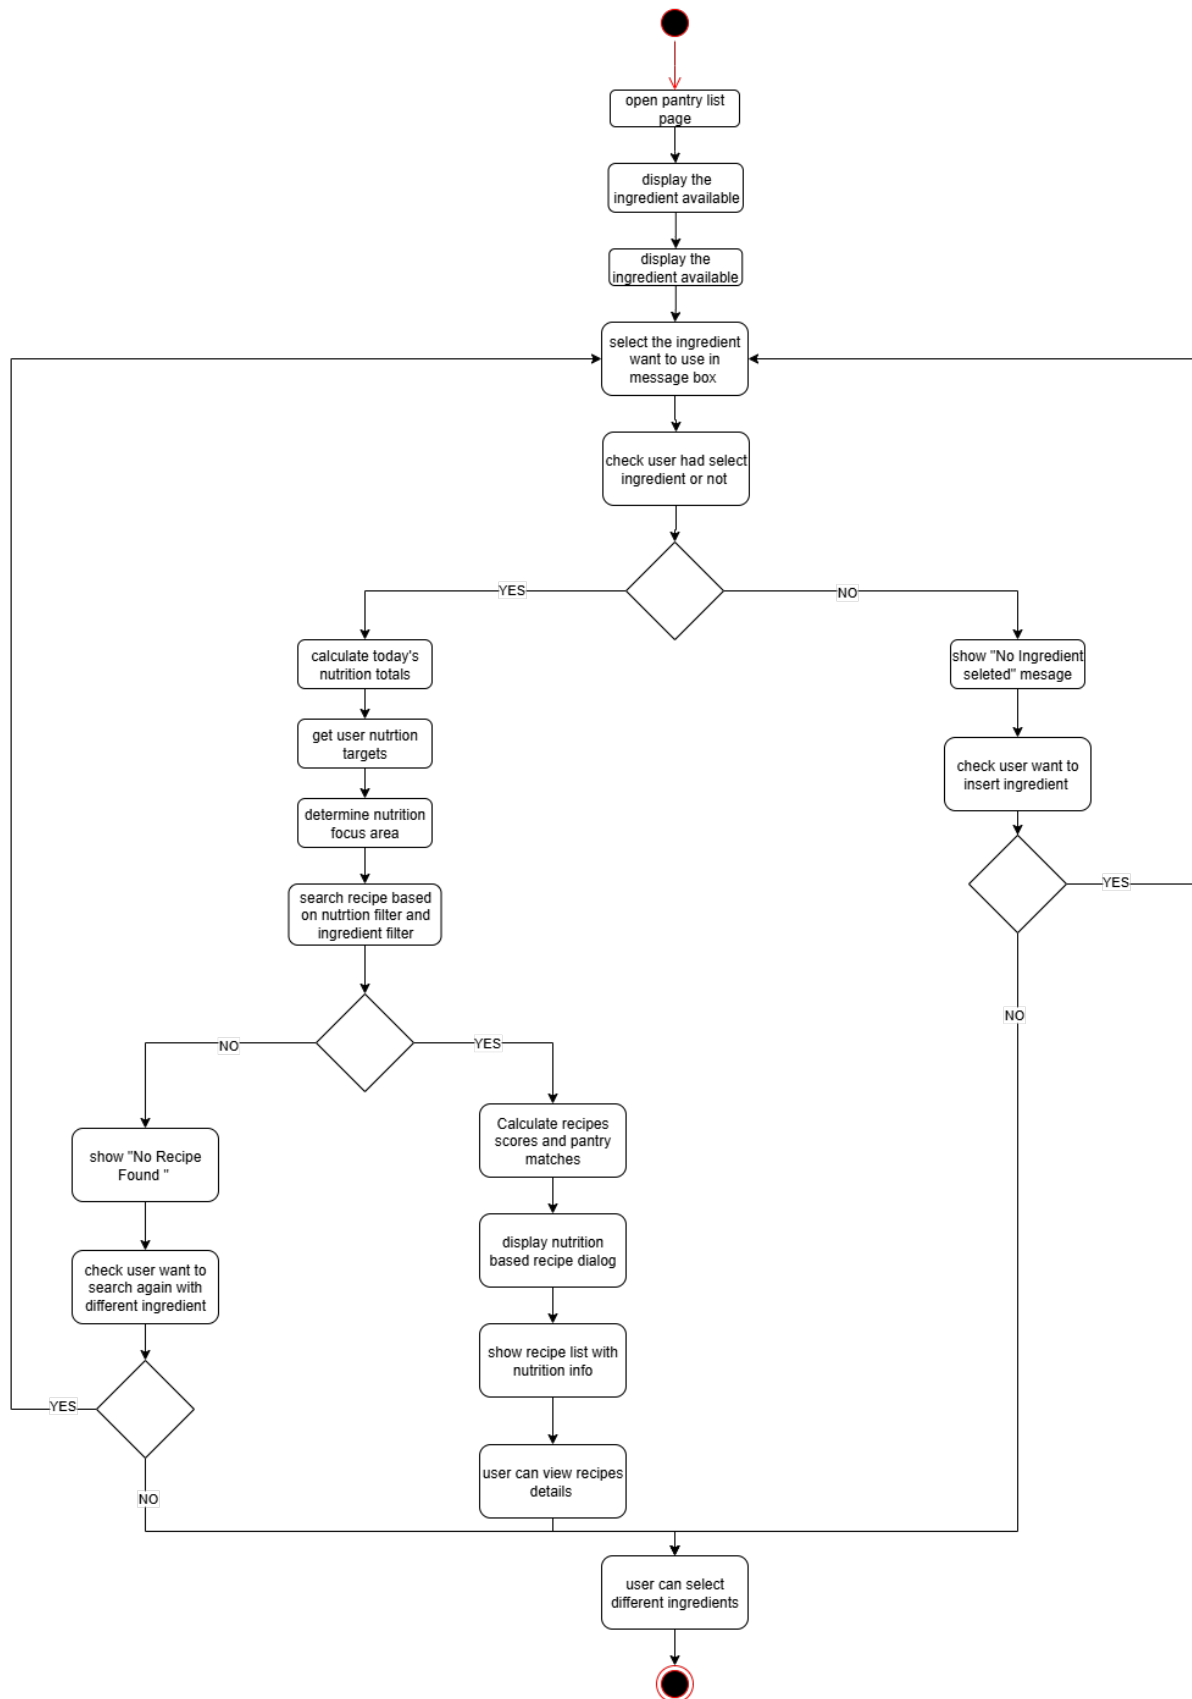 open pantry list
page
display the
ingredient available
display the
ingredient available
select the ingredient
want to use in
message box
check user had select
ingredient or not
YES
NO
calculate today's
nutrition totals
show "No Ingredient
seleted" mesage
get user nutrtion
targets
check user want to
insert ingredient
determine nutrition
focus area
YES
search recipe based
on nutrtion filter and
ingredient filter
NO
NO
YES
Calculate recipes
scores and pantry
matches
show "No Recipe
Found "
display nutrition
based recipe dialog
check user want to
search again with
different ingredient
show recipe list with
nutrition info
YES
user can view recipes
details
NO
user can select
different ingredients